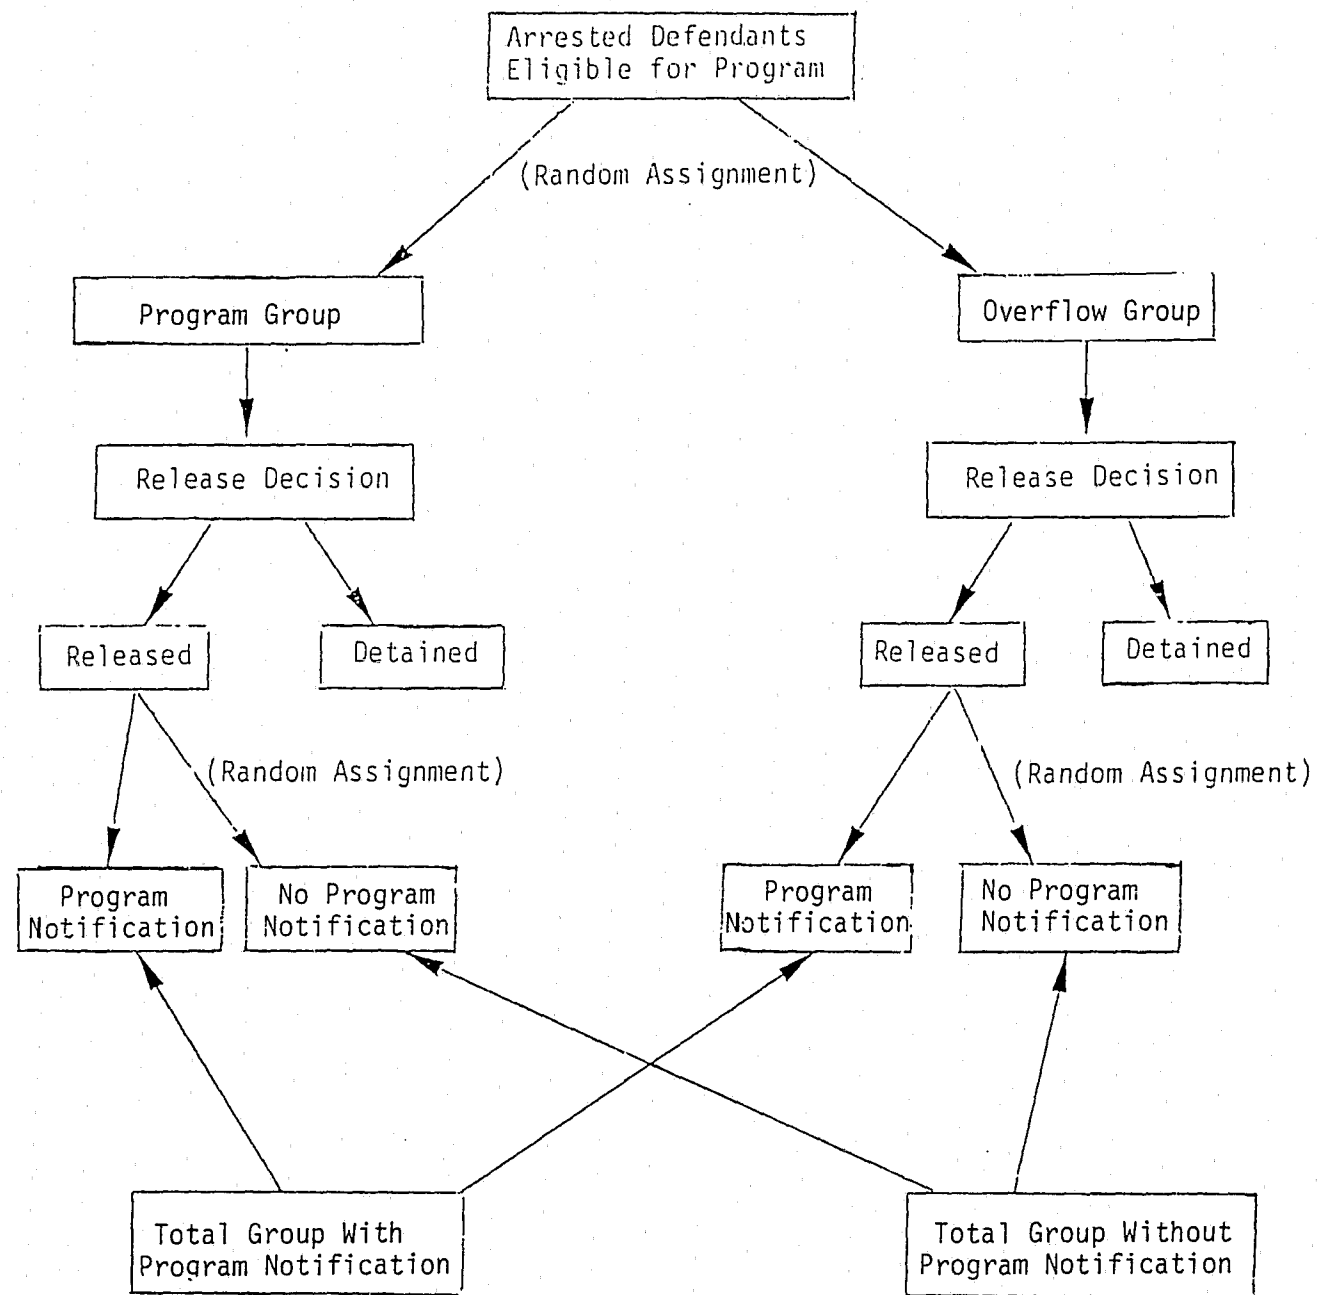 Arrested Defendants
Eligible for Program
(Random Assignment)
Program Group
Overflow Group
Release Decision
Release Decision
Released
Detained
Released
Detained
(Random Assignment)
(Random Assignment)
Program
Notification
No Program
Notification
Program
Notification
No Program
Notification
Total Group With
Program Notification
Total Group Without
Program Notification